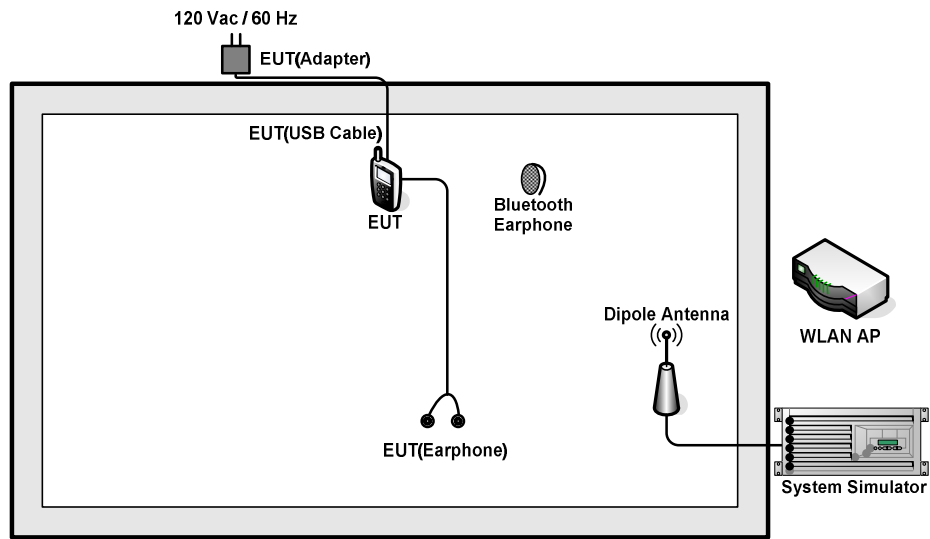 120 Vac / 60 Hz
EUT(Adapter)
EUT(USB Cable)
EUT
Bluetooth
Earphone
Dipole Antenna
WLAN AP
EUT(Earphone)
System Simulator